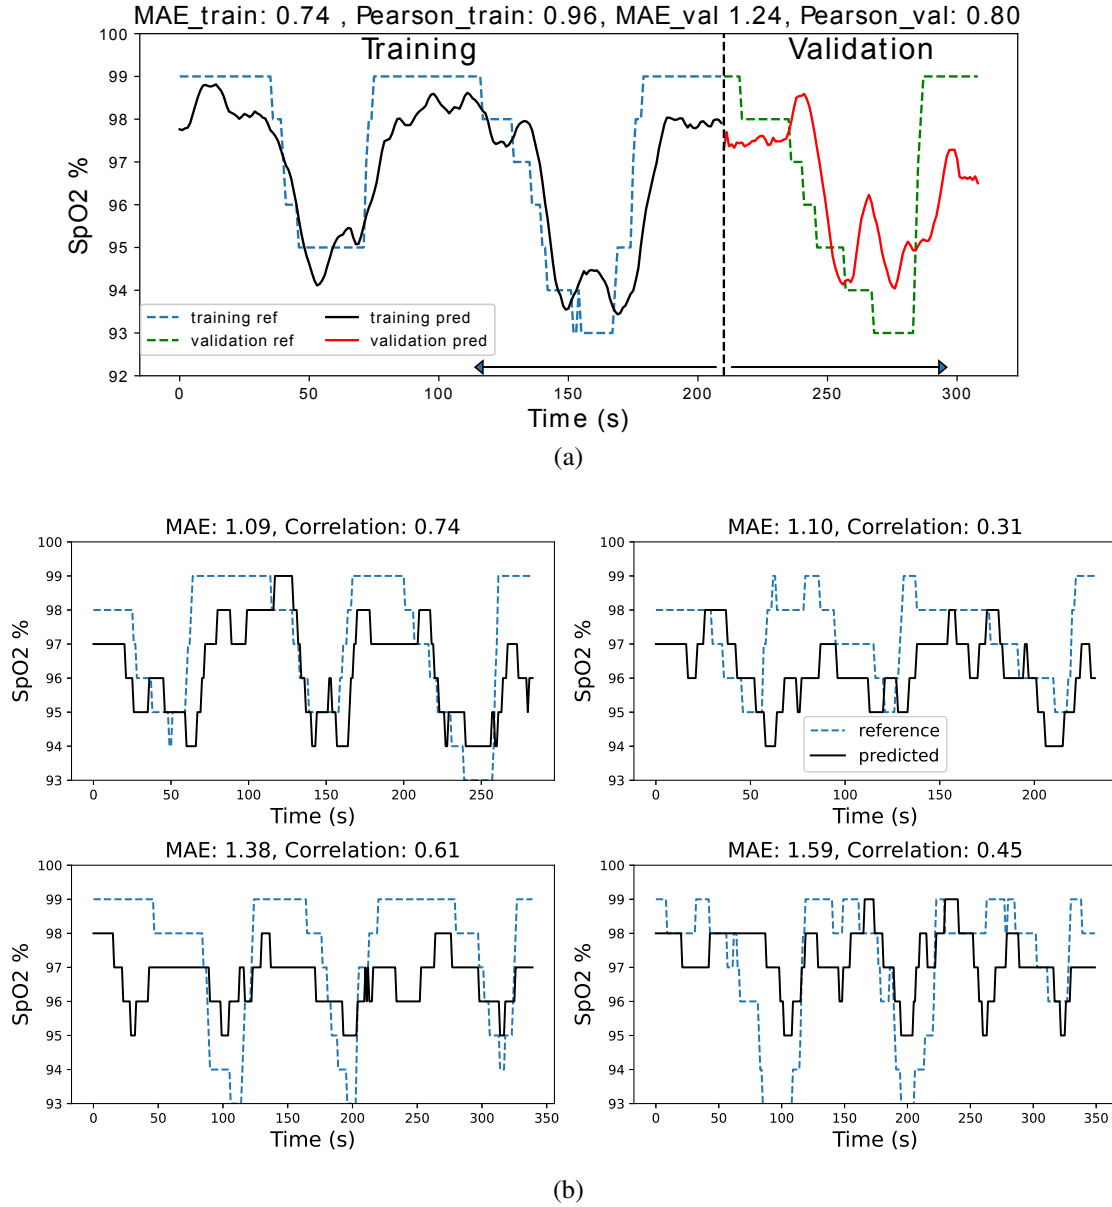 MAE_train: 0.74 , Pearson_train: 0.96, MAE_val 1.24, Pearson_val: 0.80
Training Validation
100
99
98
97
96
95
94
93
92
SpO2 %
training ref training pred
validation ref validation pred
0 50 100 150 200 250 300
Time (s)
(a)
MAE: 1.09, Correlation: 0.74
100
99
98
97
96
95
94
93
SpO2 %
0 50 100 150 200 250
Time (s)
MAE: 1.10, Correlation: 0.31
100
99
98
97
96
95
94
93
SpO2 %
reference
predicted
0 50 100 150 200
Time (s)
MAE: 1.38, Correlation: 0.61
100
99
98
97
96
95
94
93
SpO2 %
0 50 100 150 200 250 300 350
Time (s)
MAE: 1.59, Correlation: 0.45
100
99
98
97
96
95
94
93
SpO2 %
0 50 100 150 200 250 300 350
Time (s)
(b)